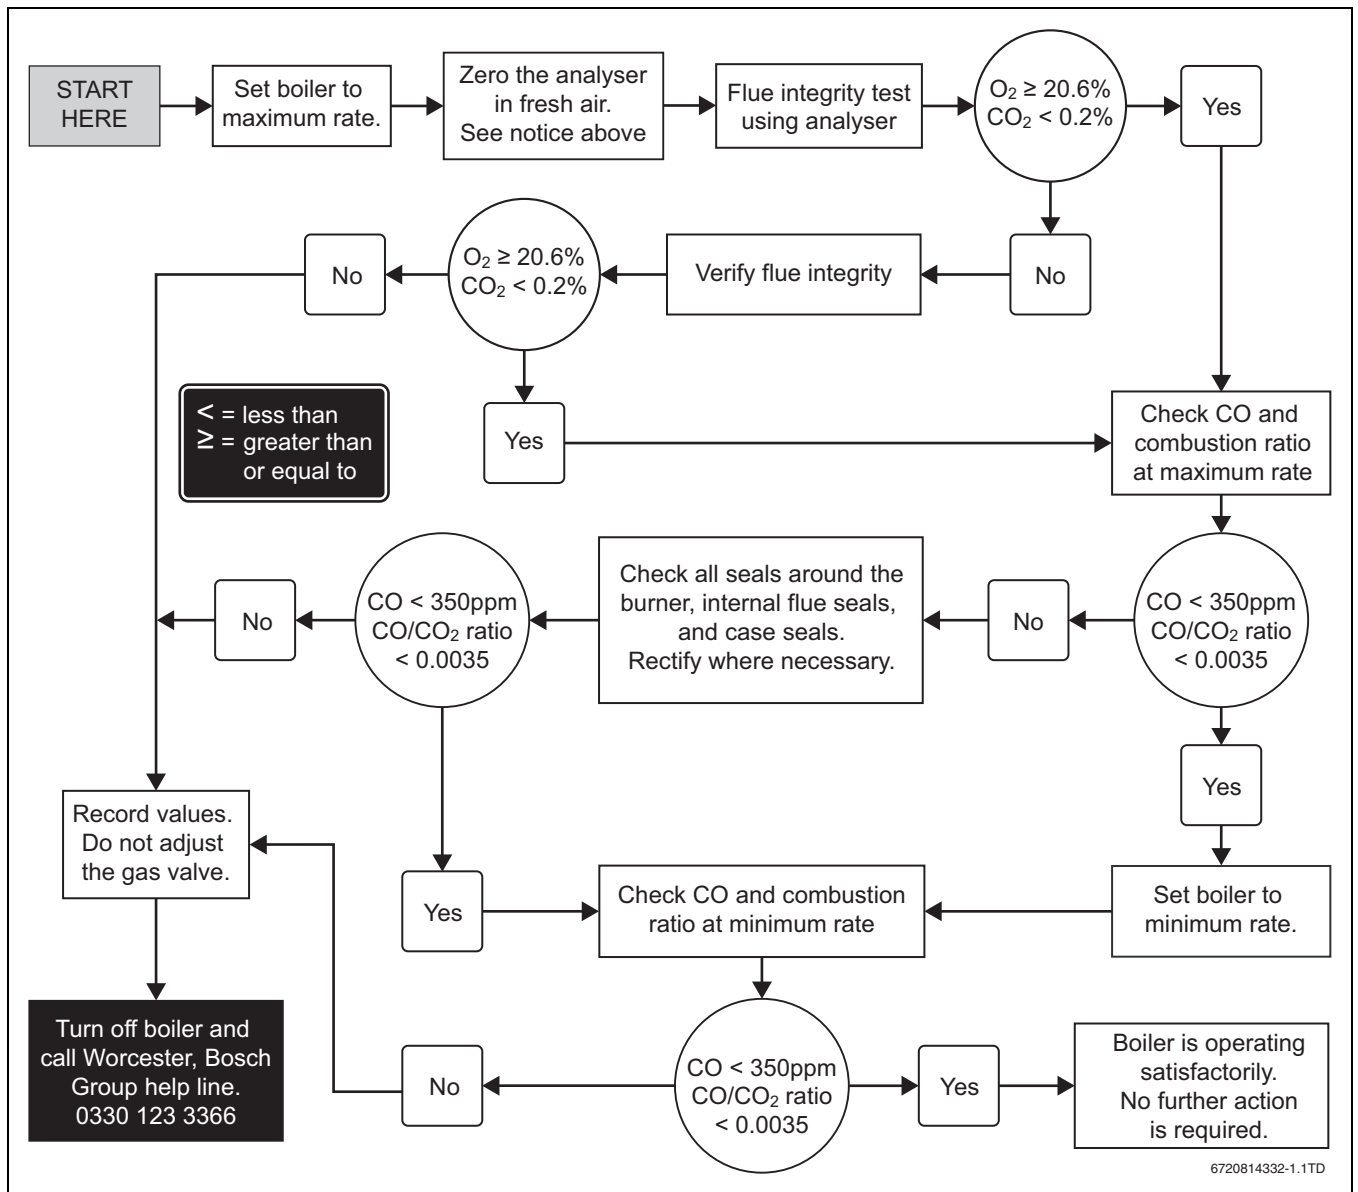 START
HERE
Set boiler to
maximum rate.
Zero the analyser
in fresh air.
See notice above
Flue integrity test
using analyser
O₂ ≥ 20.6%
CO₂ < 0.2%
Yes
No
Verify flue integrity
O₂ ≥ 20.6%
CO₂ < 0.2%
No
Yes
< = less than
≥ = greater than
or equal to
Check CO and
combustion ratio
at maximum rate
CO < 350ppm
CO/CO₂ ratio
< 0.0035
No
Check all seals around the
burner, internal flue seals,
and case seals.
Rectify where necessary.
CO < 350ppm
CO/CO₂ ratio
< 0.0035
No
Yes
Yes
Set boiler to
minimum rate.
Check CO and combustion
ratio at minimum rate
CO < 350ppm
CO/CO₂ ratio
< 0.0035
No
Yes
Boiler is operating
satisfactorily.
No further action
is required.
Record values.
Do not adjust
the gas valve.
Turn off boiler and
call Worcester, Bosch
Group help line.
0330 123 3366
6720814332-1.1TD